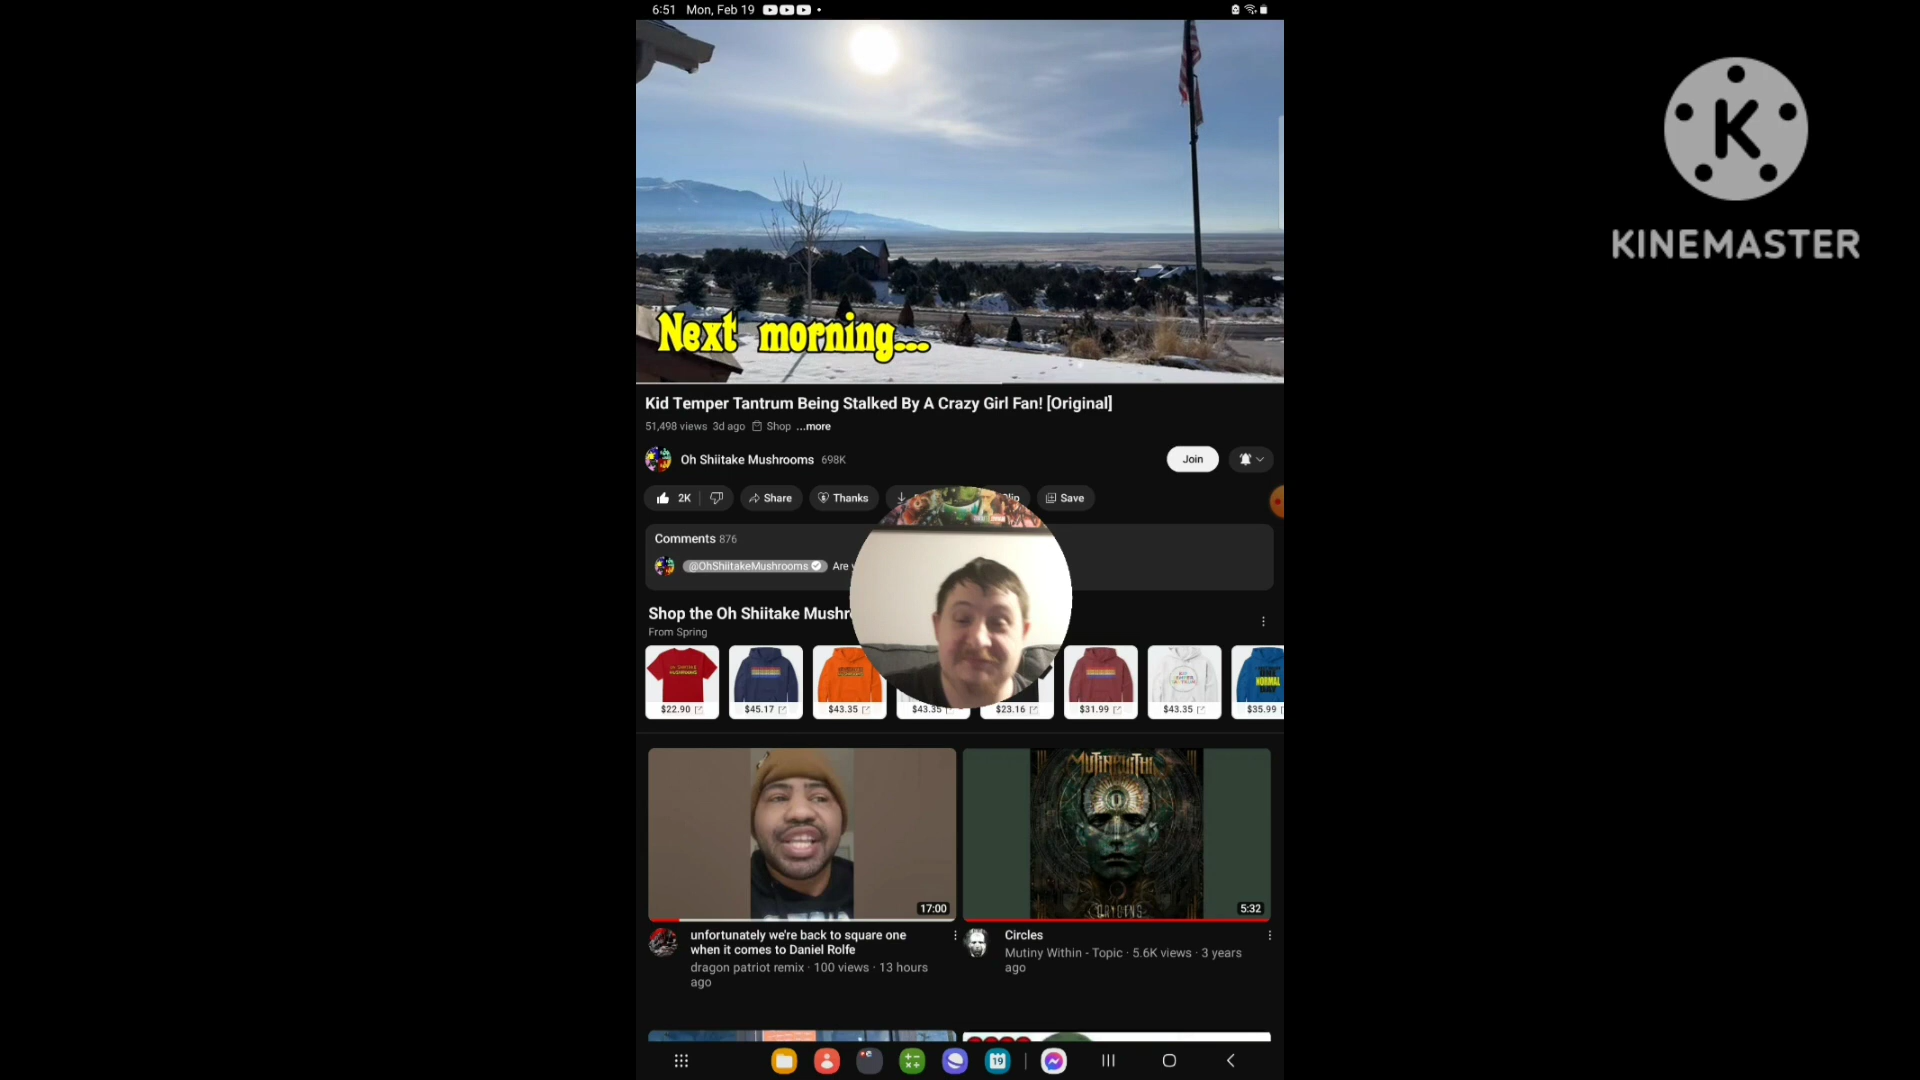 6:51 Mon, Feb 19
K
KINEMASTER
Next morning...
Kid Temper Tantrum Being Stalked By A Crazy Girl Fan! [Original]
51,498 views 3d ago Shop ...more
Oh Shiitake Mushrooms 698K
Join
2K
Share
Thanks
Save
Comments 876
@OhShiitakeMushrooms Are
Shop the Oh Shiitake
From Spring
$22.90
$45.17
$43.35
$43.35
$23.16
$31.99
$43.35
$35.99
NORMAL
17:00
5:32
unfortunately we're back to square one
when it comes to Daniel Rolfe
dragon patriot remix · 100 views · 13 hours
ago
Circles
Mutiny Within - Topic · 5.6K views · 3 years
ago
19